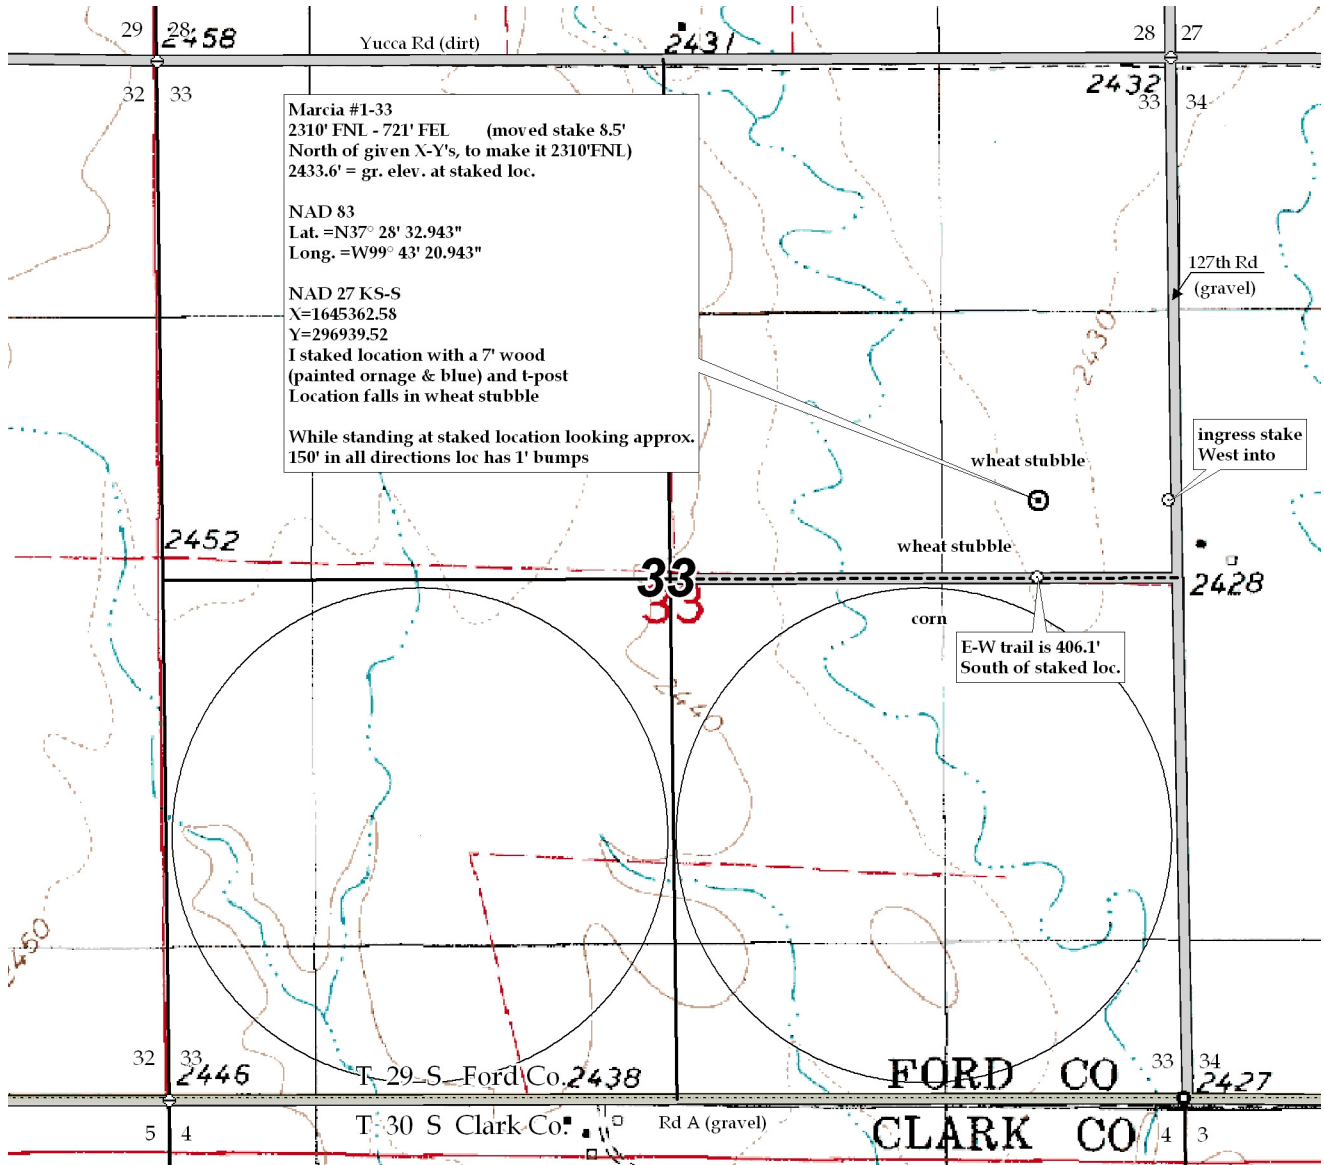 29 28
2458
Yucca Rd (dirt)
2431
28 27
32 33
2432
33 34
Marcia #1-33
2310' FNL - 721' FEL (moved stake 8.5'
North of given X-Y's, to make it 2310'FNL)
2433.6' = gr. elev. at staked loc.
NAD 83
Lat. =N37° 28' 32.943"
Long. =W99° 43' 20.943"
NAD 27 KS-S
X=1645362.58
Y=296939.52
I staked location with a 7' wood
(painted ornage & blue) and t-post
Location falls in wheat stubble
While standing at staked location looking approx.
150' in all directions loc has 1' bumps
127th Rd
(gravel)
2430
ingress stake
West into
wheat stubble
2452
wheat stubble
33
33
2428
corn
E-W trail is 406.1'
South of staked loc.
2440
2460
32 33
2446
T 29 S Ford Co.
2438
FORD CO
33 34
2427
5 4
T 30 S Clark Co.
Rd A (gravel)
CLARK CO
4 3